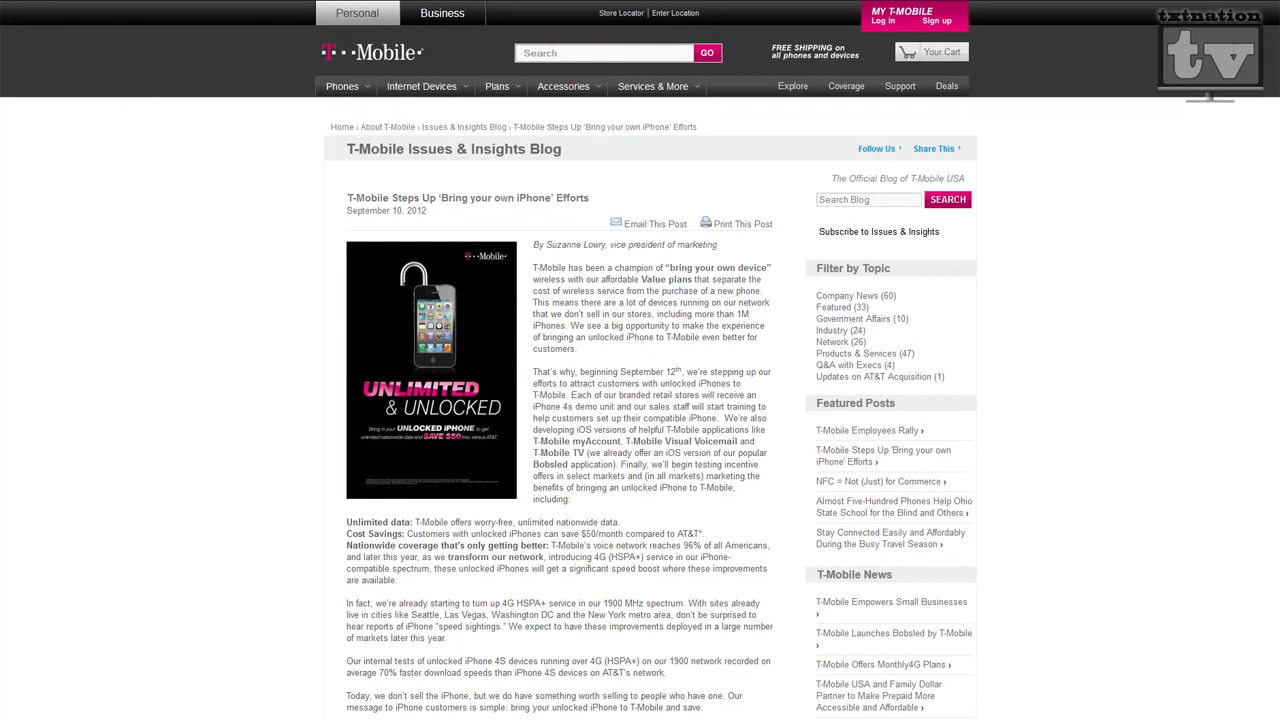 Personal
Business
Store Locator | Enter Location
MY T-MOBILE
Log in Sign up
txtnation
tv
T··Mobile·
Search
GO
FREE SHIPPING on
all phones and devices
Your Cart
Phones
Internet Devices
Plans
Accessories
Services & More
Explore
Coverage
Support
Deals
Home › About T-Mobile › Issues & Insights Blog › T-Mobile Steps Up ‘Bring your own iPhone’ Efforts
T-Mobile Issues & Insights Blog
Follow Us
Share This
The Official Blog of T-Mobile USA
T-Mobile Steps Up ‘Bring your own iPhone’ Efforts
September 10, 2012
Email This Post
Print This Post
T··Mobile·
UNLIMITED
& UNLOCKED
Bring in your UNLOCKED iPHONE to get
unlimited nationwide data and SAVE $50/mo. versus AT&T.
By Suzanne Lowry, vice president of marketing
T-Mobile has been a champion of “bring your own device”
wireless with our affordable Value plans that separate the
cost of wireless service from the purchase of a new phone.
This means there are a lot of devices running on our network
that we don’t sell in our stores, including more than 1M
iPhones. We see a big opportunity to make the experience
of bringing an unlocked iPhone to T-Mobile even better for
customers.
That’s why, beginning September 12th, we’re stepping up our
efforts to attract customers with unlocked iPhones to
T-Mobile. Each of our branded retail stores will receive an
iPhone 4s demo unit and our sales staff will start training to
help customers set up their compatible iPhone. We’re also
developing iOS versions of helpful T-Mobile applications like
T-Mobile myAccount, T-Mobile Visual Voicemail and
T-Mobile TV (we already offer an iOS version of our popular
Bobsled application). Finally, we’ll begin testing incentive
offers in select markets and (in all markets) marketing the
benefits of bringing an unlocked iPhone to T-Mobile,
including:
Unlimited data: T-Mobile offers worry-free, unlimited nationwide data.
Cost Savings: Customers with unlocked iPhones can save $50/month compared to AT&T*.
Nationwide coverage that’s only getting better: T-Mobile’s voice network reaches 96% of all Americans,
and later this year, as we transform our network, introducing 4G (HSPA+) service in our iPhone-
compatible spectrum, these unlocked iPhones will get a significant speed boost where these improvements
are available.
In fact, we’re already starting to turn up 4G HSPA+ service in our 1900 MHz spectrum. With sites already
live in cities like Seattle, Las Vegas, Washington DC and the New York metro area, don’t be surprised to
hear reports of iPhone “speed sightings.” We expect to have these improvements deployed in a large number
of markets later this year.
Our internal tests of unlocked iPhone 4S devices running over 4G (HSPA+) on our 1900 network recorded on
average 70% faster download speeds than iPhone 4S devices on AT&T’s network.
Today, we don’t sell the iPhone, but we do have something worth selling to people who have one. Our
message to iPhone customers is simple: bring your unlocked iPhone to T-Mobile and save.
Search Blog
SEARCH
Subscribe to Issues & Insights
Filter by Topic
Company News (60)
Featured (33)
Government Affairs (10)
Industry (24)
Network (26)
Products & Services (47)
Q&A with Execs (4)
Updates on AT&T Acquisition (1)
Featured Posts
T-Mobile Employees Rally ›
T-Mobile Steps Up 'Bring your own
iPhone' Efforts ›
NFC = Not (Just) for Commerce ›
Almost Five-Hundred Phones Help Ohio
State School for the Blind and Others ›
Stay Connected Easily and Affordably
During the Busy Travel Season ›
T-Mobile News
T-Mobile Empowers Small Businesses
›
T-Mobile Launches Bobsled by T-Mobile
›
T-Mobile Offers Monthly4G Plans ›
T-Mobile USA and Family Dollar
Partner to Make Prepaid More
Accessible and Affordable ›